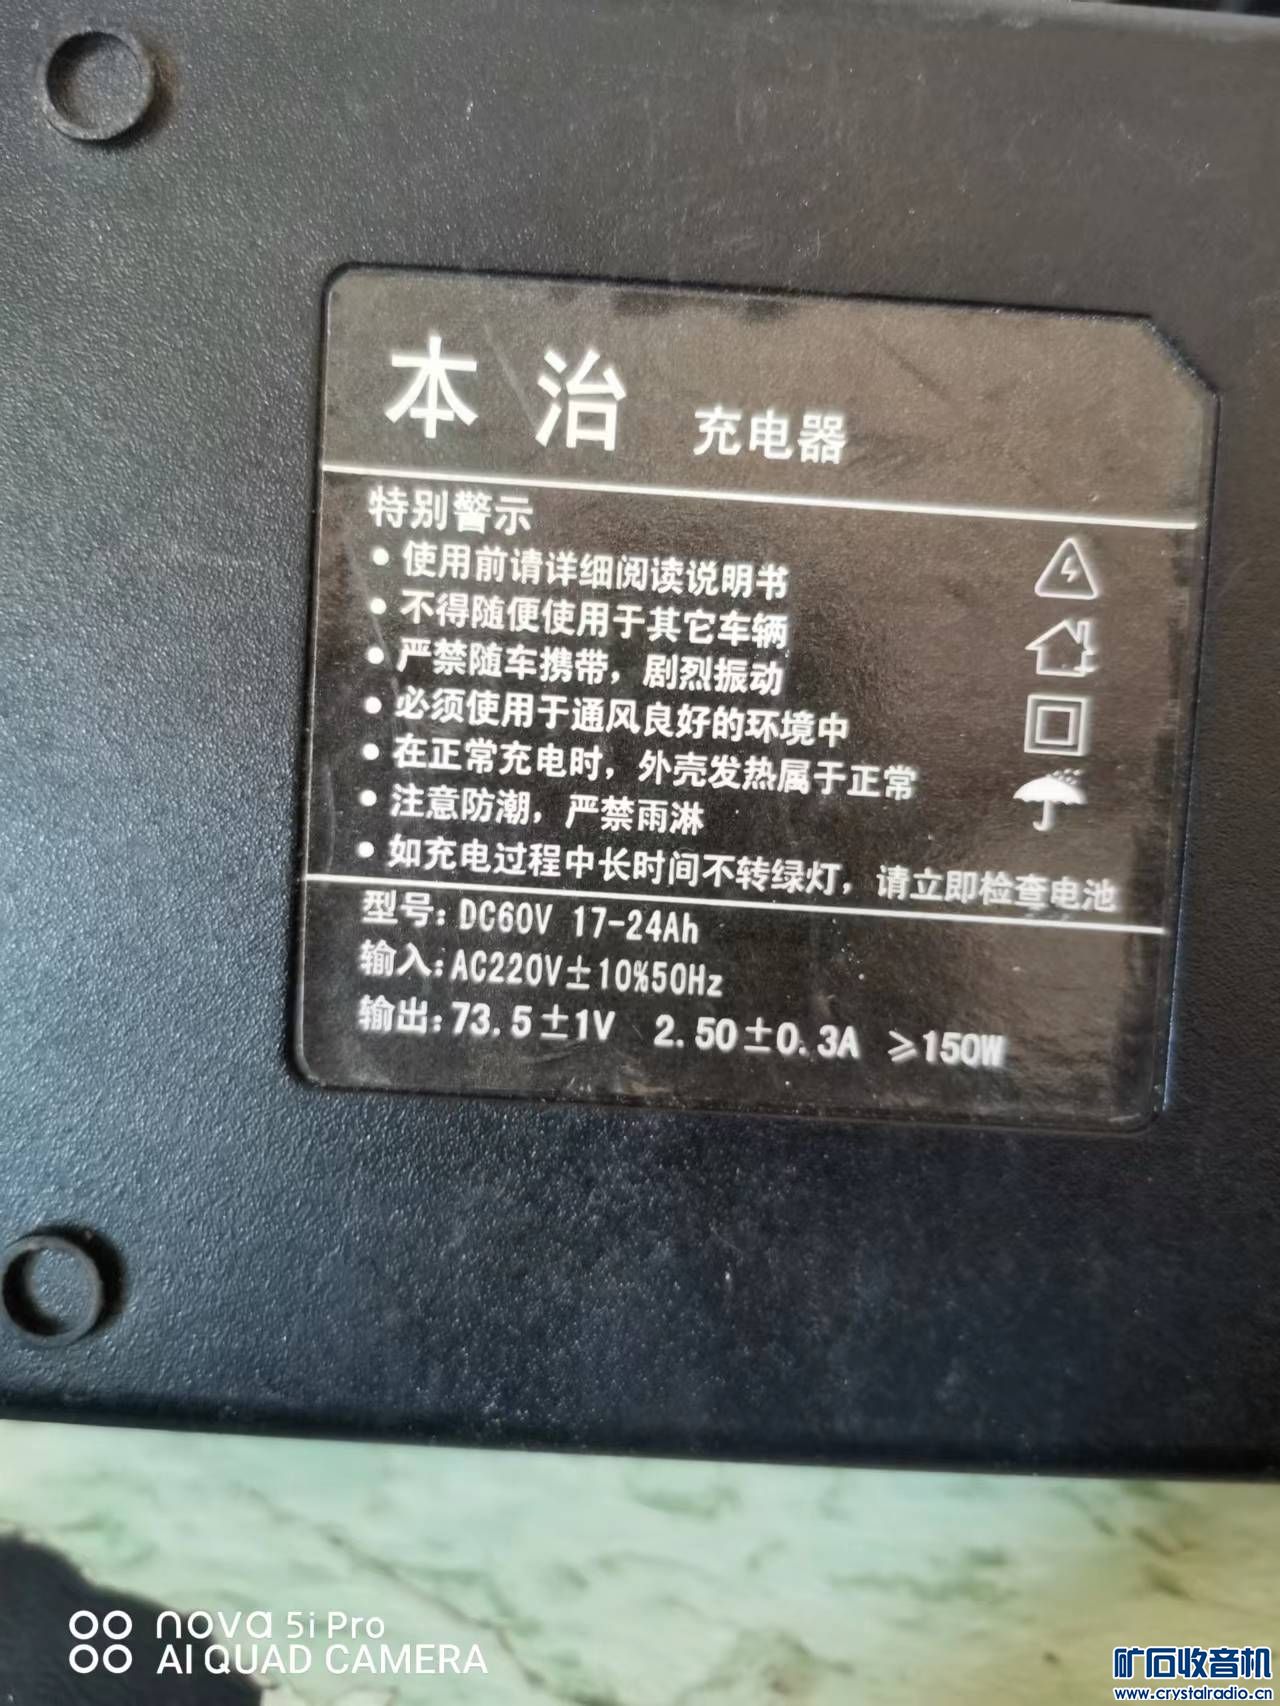 本治 充电器
特别警示
• 使用前请详细阅读说明书
• 不得随便使用于其它车辆
• 严禁随车携带，剧烈振动
• 必须使用于通风良好的环境中
• 在正常充电时，外壳发热属于正常
• 注意防潮，严禁雨淋
• 如充电过程中长时间不转绿灯，请立即检查电池
型号：DC60V 17-24Ah
输入：AC220V±10%50Hz
输出：73.5±1V 2.50±0.3A ≥150W
nova 5i Pro
AI QUAD CAMERA
矿石收音机
www.crystalradio.cn